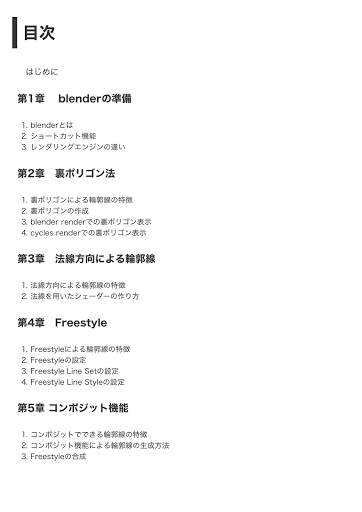 目次
はじめに
第1章　blenderの準備
1. blenderとは
2. ショートカット機能
3. レンダリングエンジンの違い
第2章　裏ポリゴン法
1. 裏ポリゴンによる輪郭線の特徴
2. 裏ポリゴンの作成
3. blender renderでの裏ポリゴン表示
4. cycles renderでの裏ポリゴン表示
第3章　法線方向による輪郭線
1. 法線方向による輪郭線の特徴
2. 法線を用いたシェーダーの作り方
第4章　Freestyle
1. Freestyleによる輪郭線の特徴
2. Freestyleの設定
3. Freestyle Line Setの設定
4. Freestyle Line Styleの設定
第5章 コンポジット機能
1. コンポジットでできる輪郭線の特徴
2. コンポジット機能による輪郭線の生成方法
3. Freestyleの合成